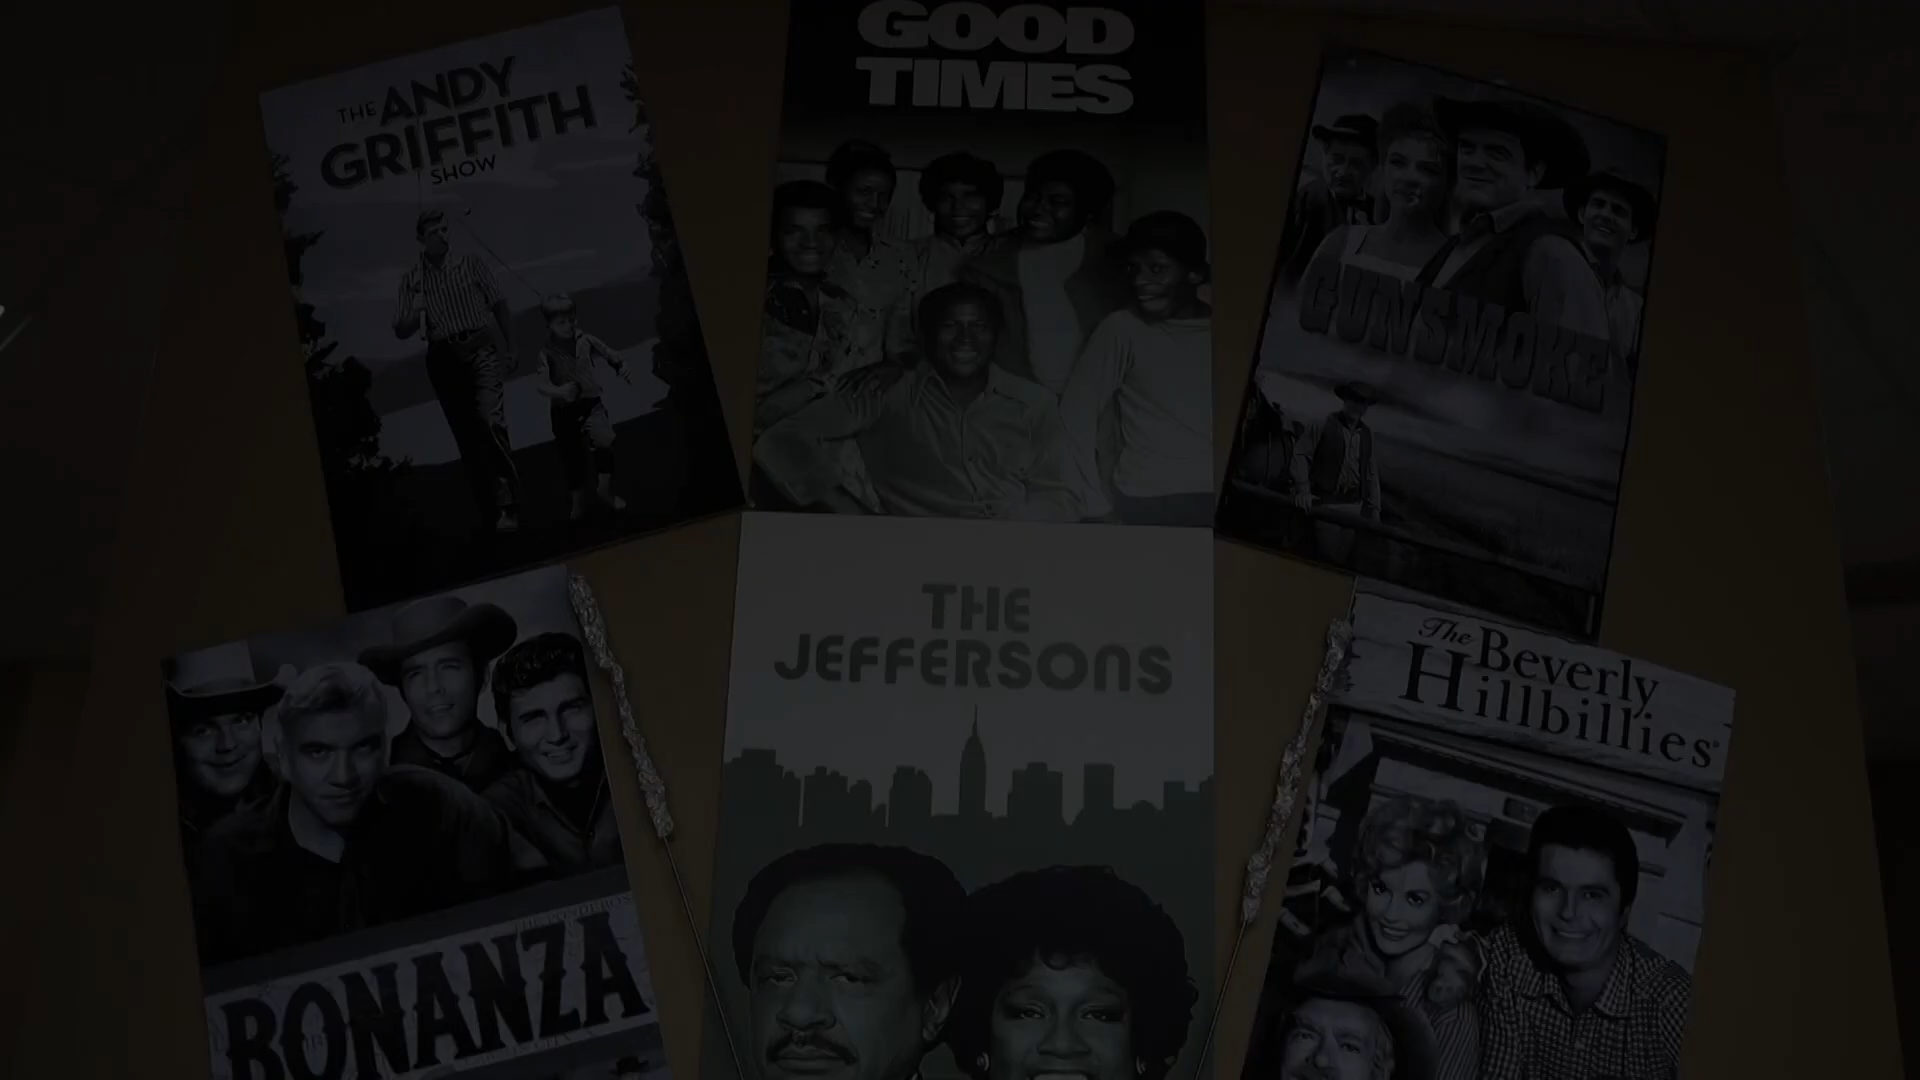 THE ANDY
GRIFFITH
SHOW
GOOD
TIMES
GUNSMOKE
THE
JEFFERSONS
The Beverly
Hillbillies
BONANZA